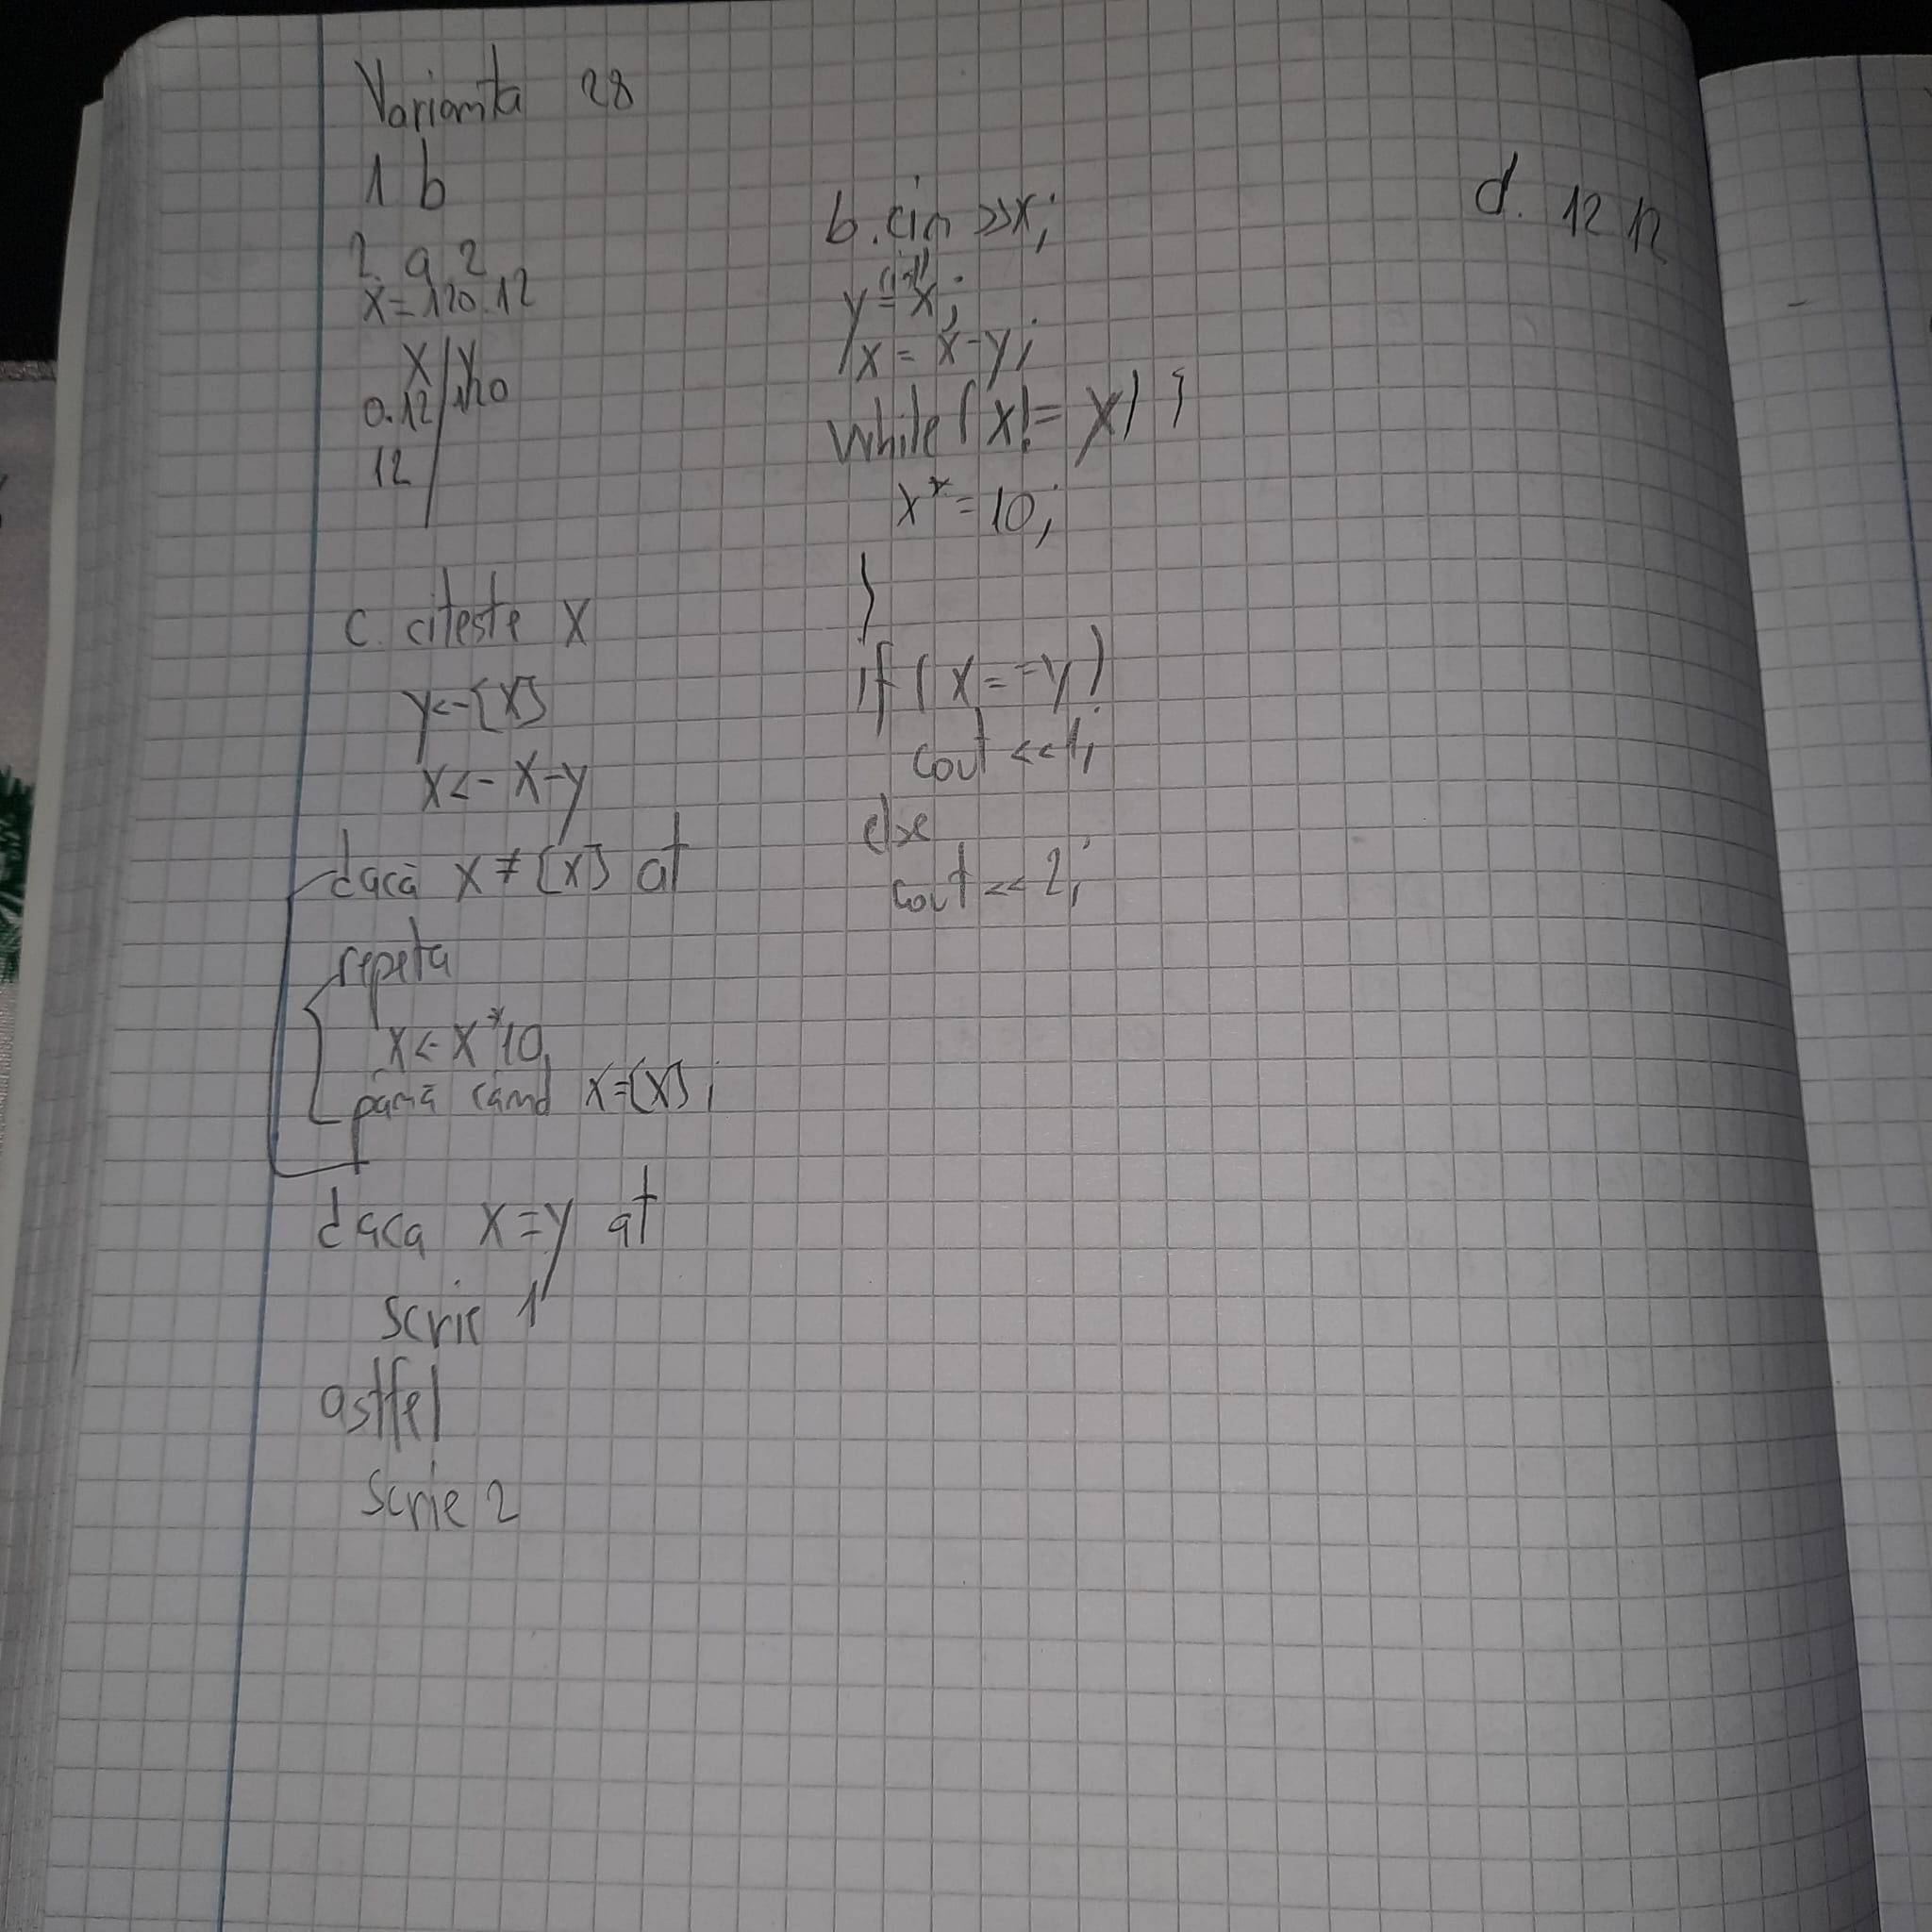 Varianta 28
1 b
2. a 2
x = 120.12
x | y
0.12 | 120
12 |
c. citeste x
y<-[x]
x<- x-y
dacă x≠[x] at
repeta
x<-x*10
până când x=[x];
daca x=y at
scrie 1
astfel
scrie 2
b. cin >>x;
y=(int)x;
x = x-y;
while (x!= y) {
x*=10;
}
if (x==y)
cout <<1;
else
cout << 2;
d. 12 12